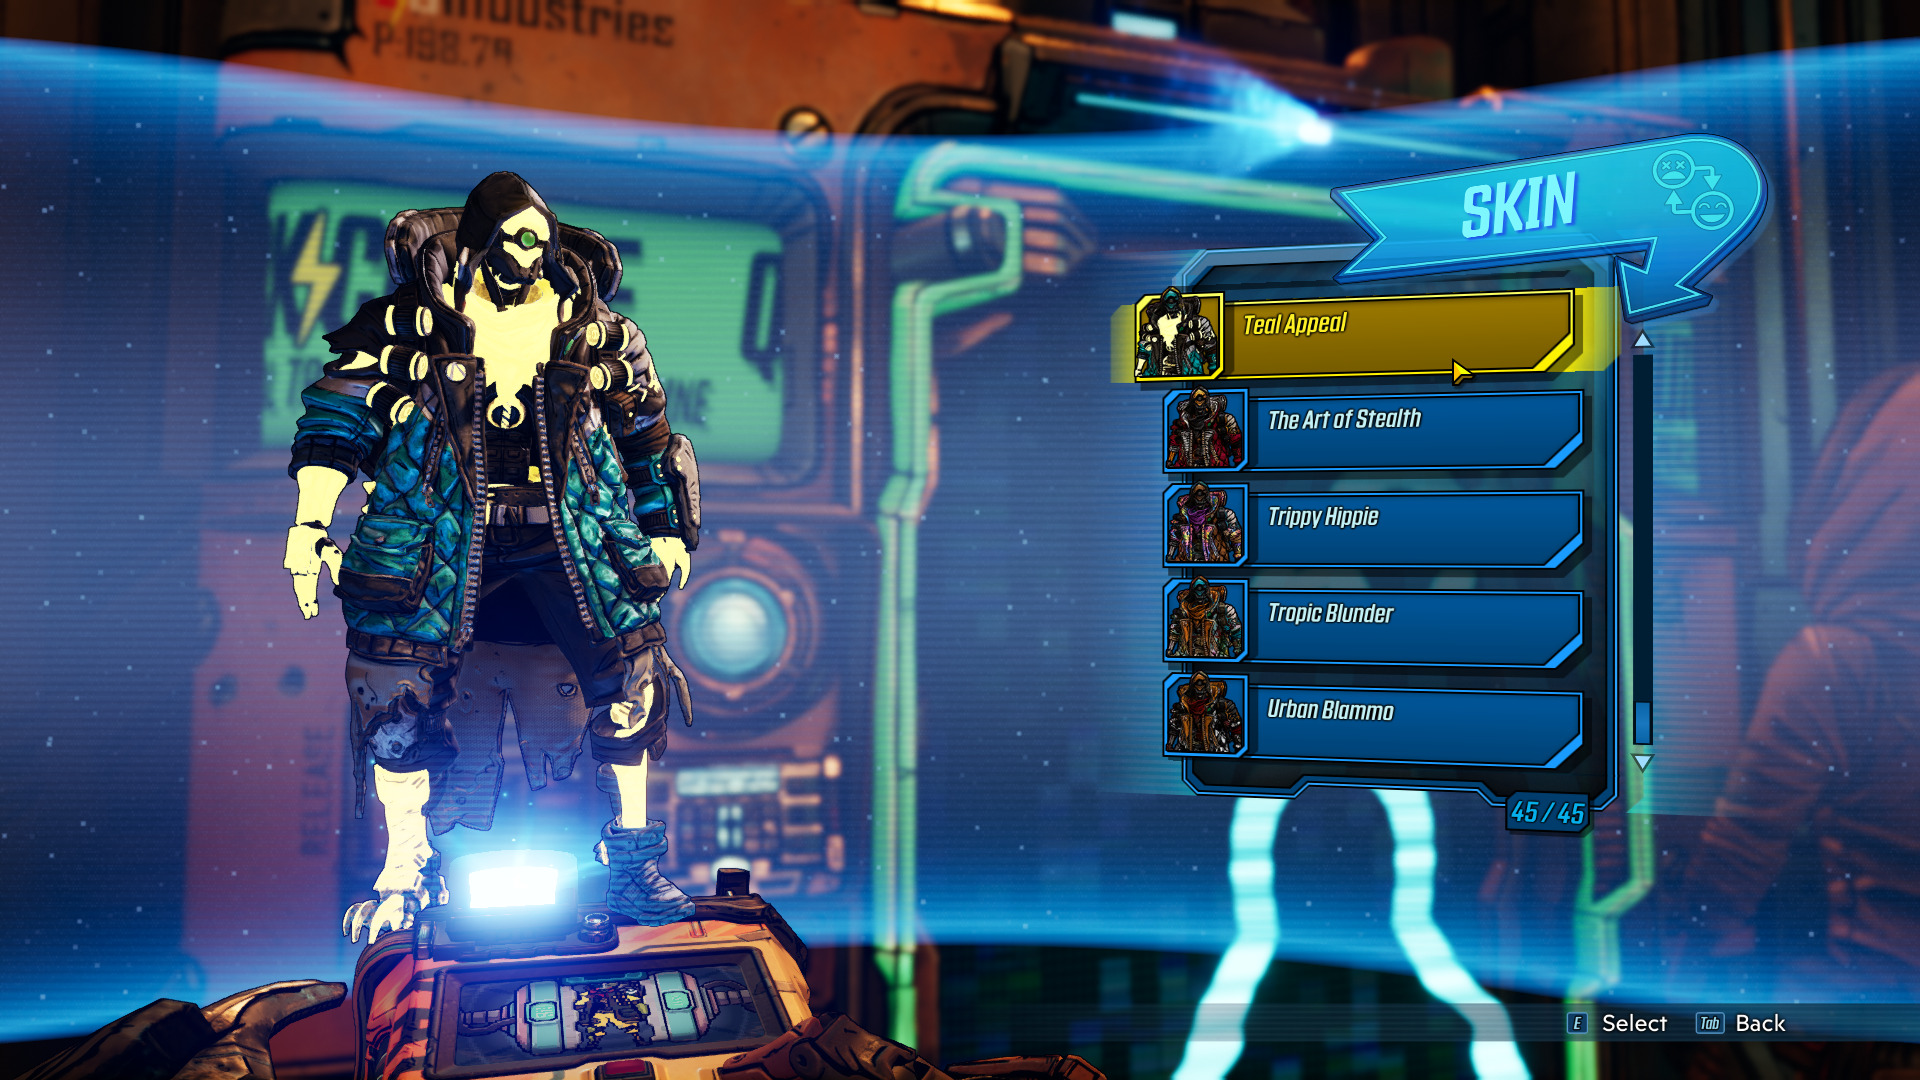 Industries
P-198.79
SKIN
Teal Appeal
The Art of Stealth
Trippy Hippie
Tropic Blunder
Urban Blammo
45 / 45
RELEASE
E Select Tab Back